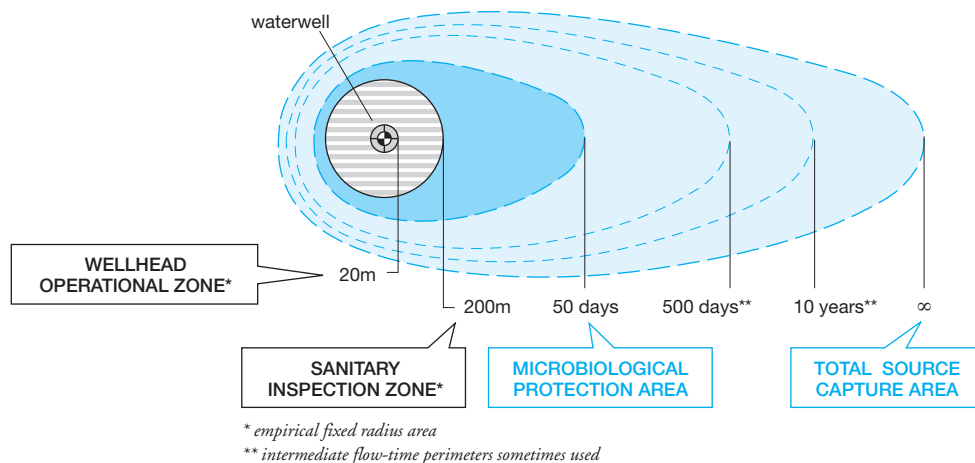 waterwell
WELLHEAD
OPERATIONAL ZONE*
20m
200m
50 days
500 days**
10 years**
∞
SANITARY
INSPECTION ZONE*
MICROBIOLOGICAL
PROTECTION AREA
TOTAL SOURCE
CAPTURE AREA
* empirical fixed radius area
** intermediate flow-time perimeters sometimes used